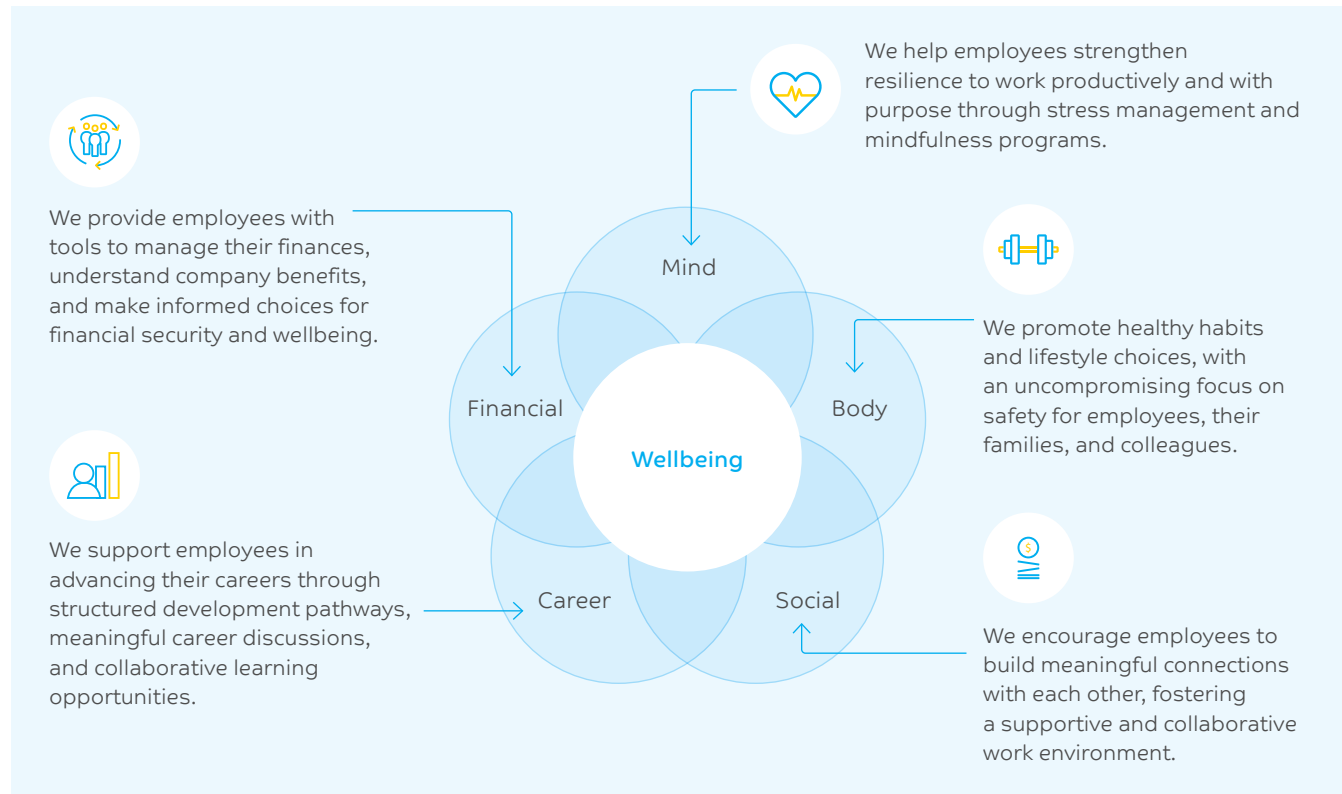 We help employees strengthen
resilience to work productively and with
purpose through stress management and
mindfulness programs.
We provide employees with
tools to manage their finances,
understand company benefits,
and make informed choices for
financial security and wellbeing.
Mind
We promote healthy habits
and lifestyle choices, with
an uncompromising focus on
safety for employees, their
families, and colleagues.
Financial
Body
Wellbeing
We support employees in
advancing their careers through
structured development pathways,
meaningful career discussions,
and collaborative learning
opportunities.
Career
Social
$
We encourage employees to
build meaningful connections
with each other, fostering
a supportive and collaborative
work environment.